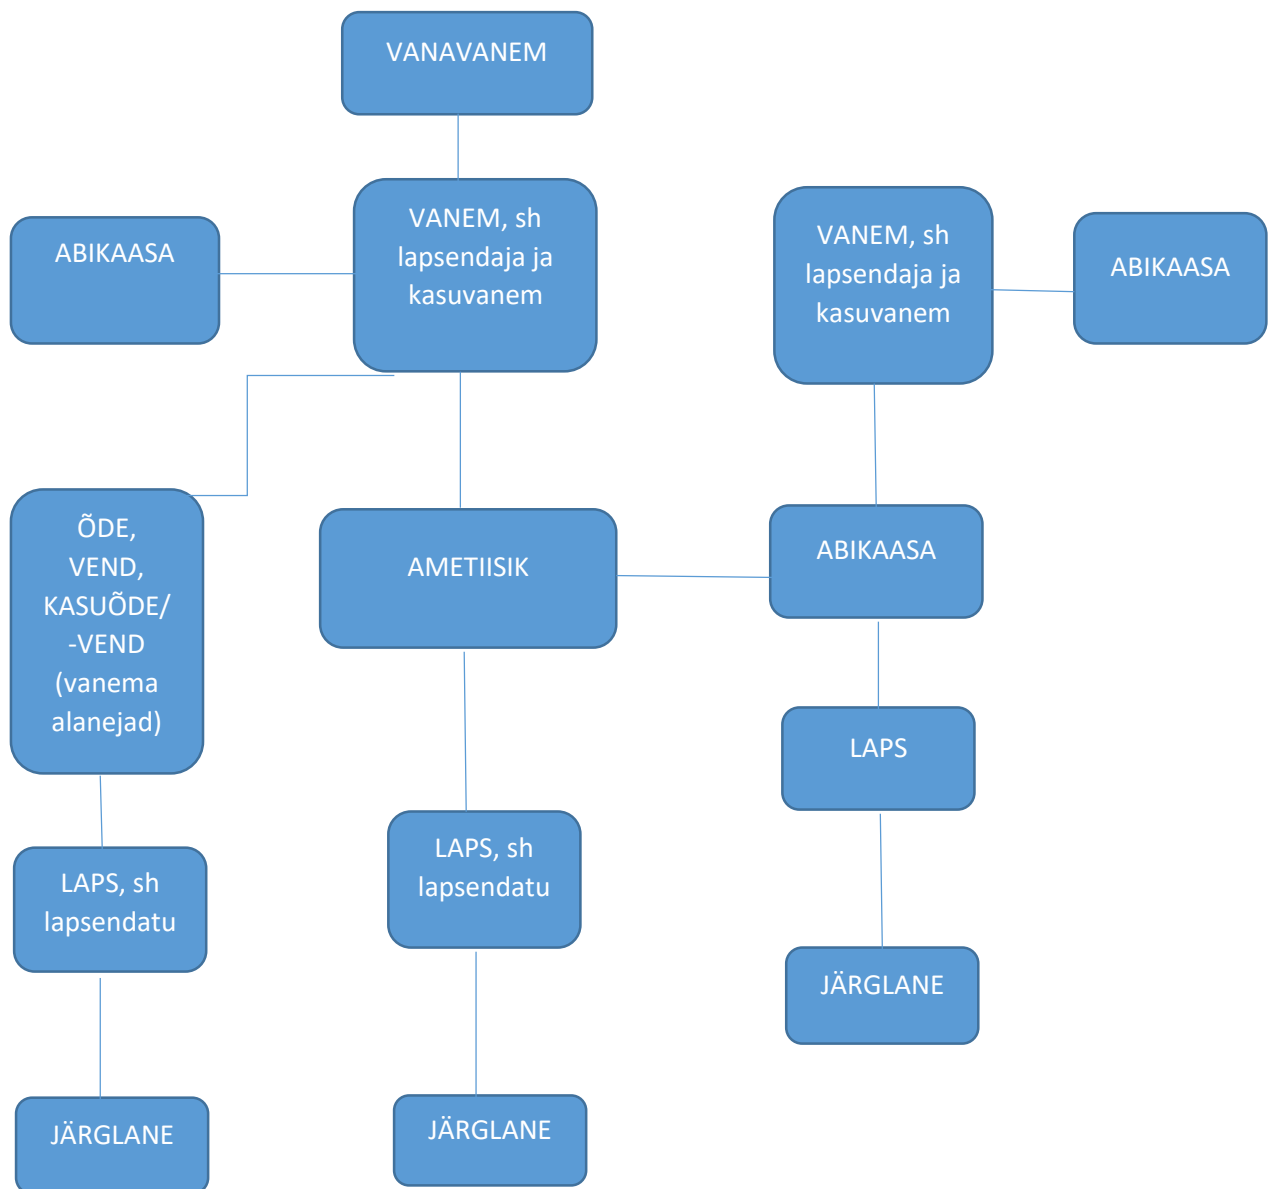 VANAVANEM
ABIKAASA
VANEM, sh
lapsendaja ja
kasuvanem
VANEM, sh
lapsendaja ja
kasuvanem
ABIKAASA
ÕDE,
VEND,
KASUÕDE/
-VEND
(vanema
alanejad)
AMETIISIK
ABIKAASA
LAPS
LAPS, sh
lapsendatu
LAPS, sh
lapsendatu
JÄRGLANE
JÄRGLANE
JÄRGLANE